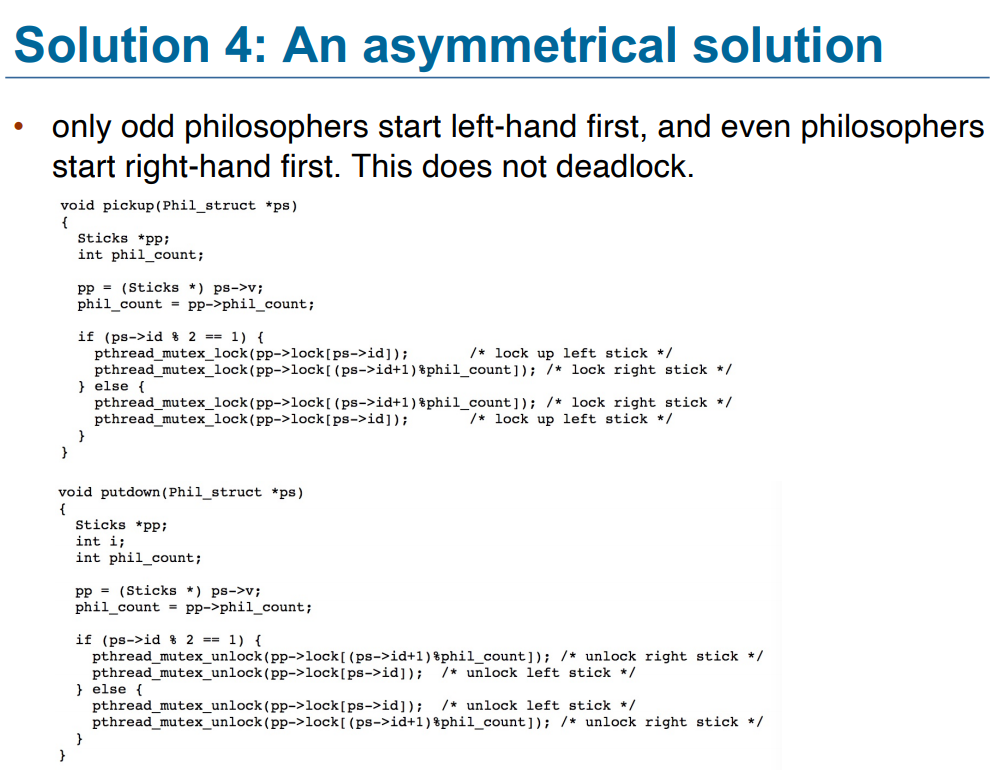 Solution 4: An asymmetrical solution
• only odd philosophers start left-hand first, and even philosophers
start right-hand first. This does not deadlock.
void pickup(Phil_struct *ps)
{
  Sticks *pp;
  int phil_count;

  pp = (Sticks *) ps->v;
  phil_count = pp->phil_count;

  if (ps->id % 2 == 1) {
    pthread_mutex_lock(pp->lock[ps->id]);       /* lock up left stick */
    pthread_mutex_lock(pp->lock[(ps->id+1)%phil_count]); /* lock right stick */
  } else {
    pthread_mutex_lock(pp->lock[(ps->id+1)%phil_count]); /* lock right stick */
    pthread_mutex_lock(pp->lock[ps->id]);       /* lock up left stick */
  }
}

void putdown(Phil_struct *ps)
{
  Sticks *pp;
  int i;
  int phil_count;

  pp = (Sticks *) ps->v;
  phil_count = pp->phil_count;

  if (ps->id % 2 == 1) {
    pthread_mutex_unlock(pp->lock[(ps->id+1)%phil_count]); /* unlock right stick */
    pthread_mutex_unlock(pp->lock[ps->id]);  /* unlock left stick */
  } else {
    pthread_mutex_unlock(pp->lock[ps->id]);  /* unlock left stick */
    pthread_mutex_unlock(pp->lock[(ps->id+1)%phil_count]); /* unlock right stick */
  }
}